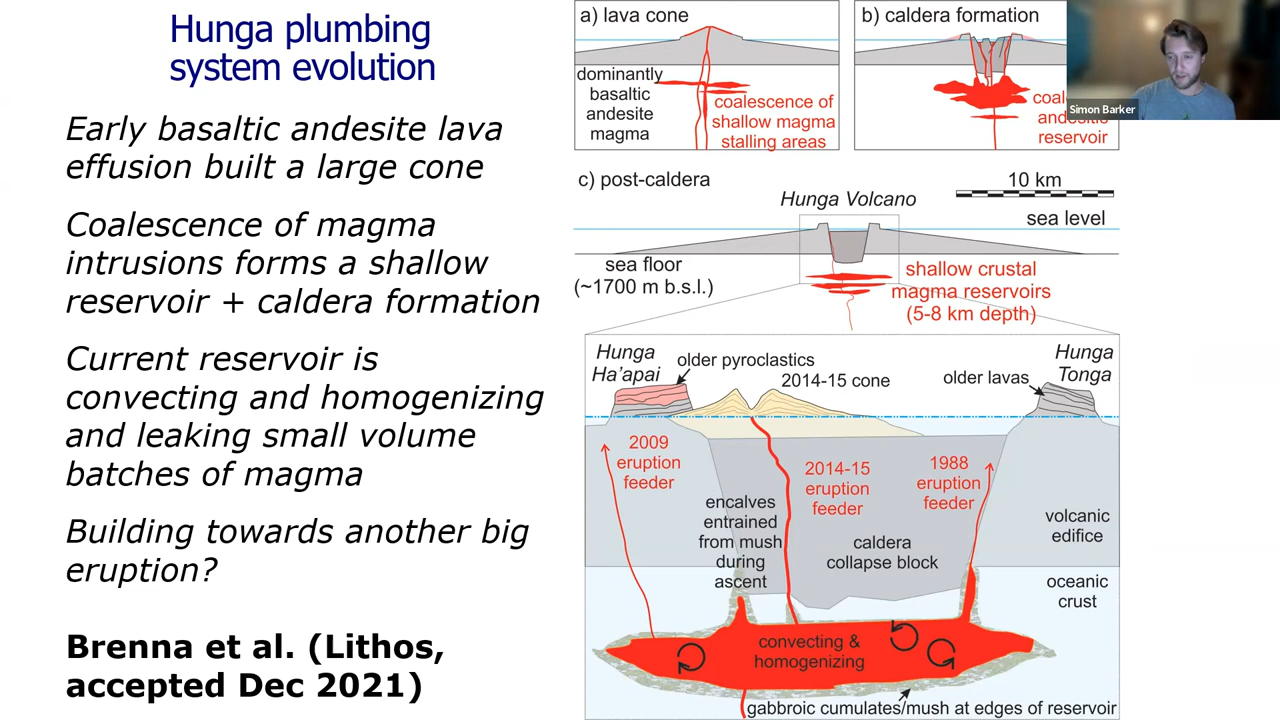 Hunga plumbing
system evolution
Early basaltic andesite lava
effusion built a large cone
Coalescence of magma
intrusions forms a shallow
reservoir + caldera formation
Current reservoir is
convecting and homogenizing
and leaking small volume
batches of magma
Building towards another big
eruption?
Brenna et al. (Lithos,
accepted Dec 2021)
a) lava cone
dominantly
basaltic
andesite
magma
coalescence of
shallow magma
stalling areas
b) caldera formation
reservoir
Simon Barker
c) post-caldera
10 km
Hunga Volcano
sea level
sea floor
(~1700 m b.s.l.)
shallow crustal
magma reservoirs
(5-8 km depth)
Hunga
Ha'apai
older pyroclastics
2014-15 cone
older lavas
Hunga
Tonga
2009
eruption
feeder
encalves
entrained
from mush
during
ascent
2014-15
eruption
feeder
caldera
collapse block
1988
eruption
feeder
volcanic
edifice
oceanic
crust
convecting &
homogenizing
gabbroic cumulates/mush at edges of reservoir